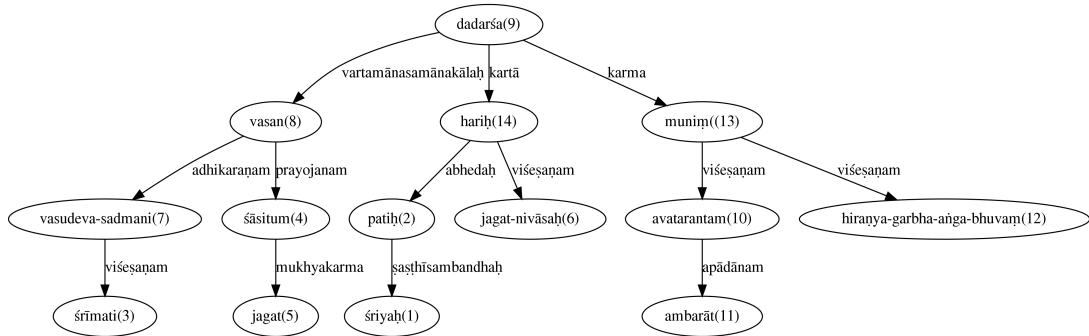 dadarśa(9)
vartamānasamānakālaḥ kartā karma
vasan(8) hariḥ(14) muniṃ((13)
adhikaraṇam prayojanam abhedaḥ viśeṣaṇam viśeṣaṇam viśeṣaṇam
vasudeva-sadmani(7) śāsitum(4) patiḥ(2) jagat-nivāsaḥ(6) avatarantam(10) hiraṇya-garbha-aṅga-bhuvaṃ(12)
viśeṣaṇam mukhyakarma ṣaṣṭhīsambandhaḥ apādānam
śrīmati(3) jagat(5) śriyaḥ(1) ambarāt(11)